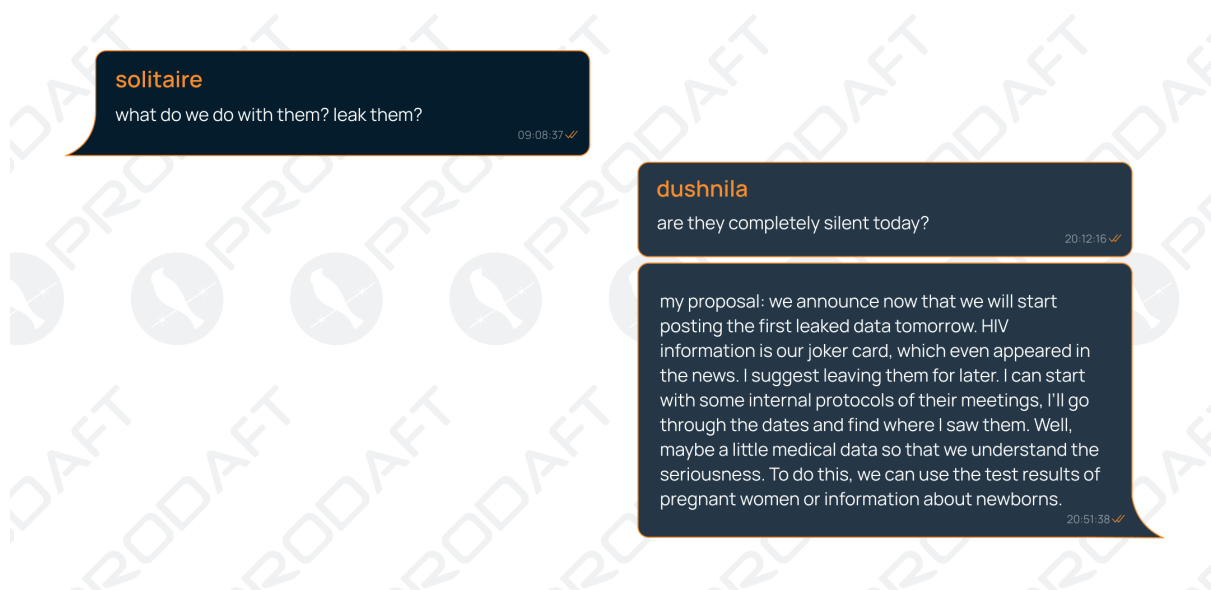 solitaire
what do we do with them? leak them?
09:08:37
dushnila
are they completely silent today?
20:12:16
my proposal: we announce now that we will start
posting the first leaked data tomorrow. HIV
information is our joker card, which even appeared in
the news. I suggest leaving them for later. I can start
with some internal protocols of their meetings, I'll go
through the dates and find where I saw them. Well,
maybe a little medical data so that we understand the
seriousness. To do this, we can use the test results of
pregnant women or information about newborns.
20:51:38
PRODAFT